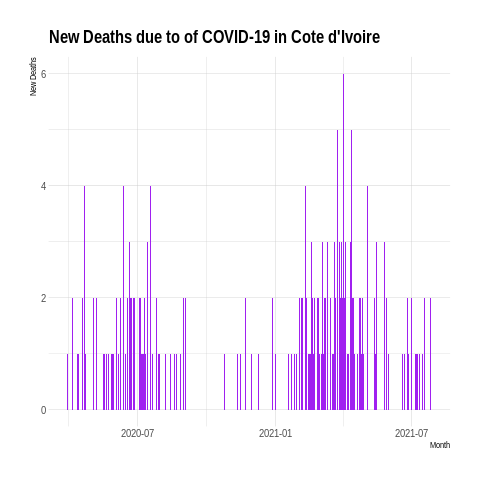 New Deaths due to of COVID-19 in Cote d'Ivoire
New Deaths
6
4
2
0
2020-07
2021-01
2021-07
Month